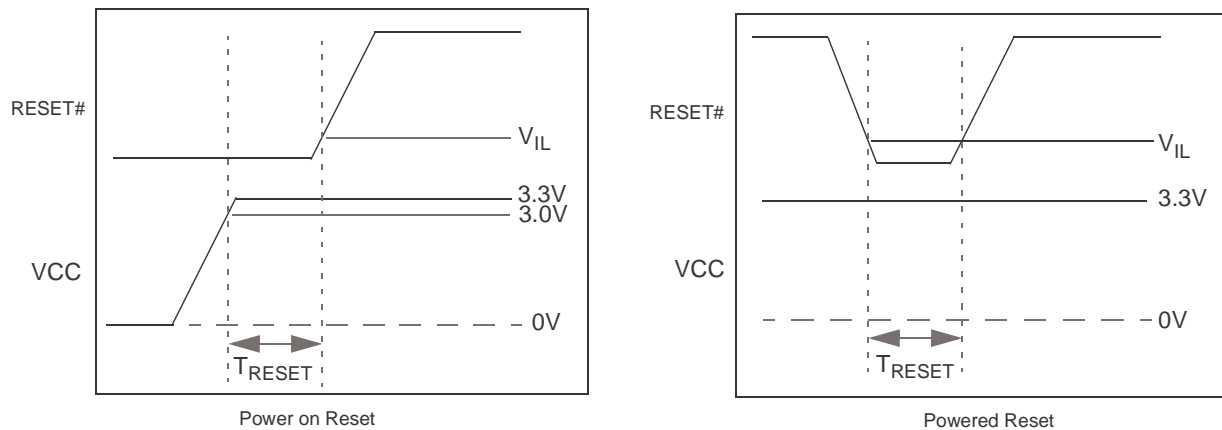 RESET#
VIL
3.3V
3.0V
VCC
0V
TRESET
Power on Reset
RESET#
VIL
3.3V
VCC
0V
TRESET
Powered Reset